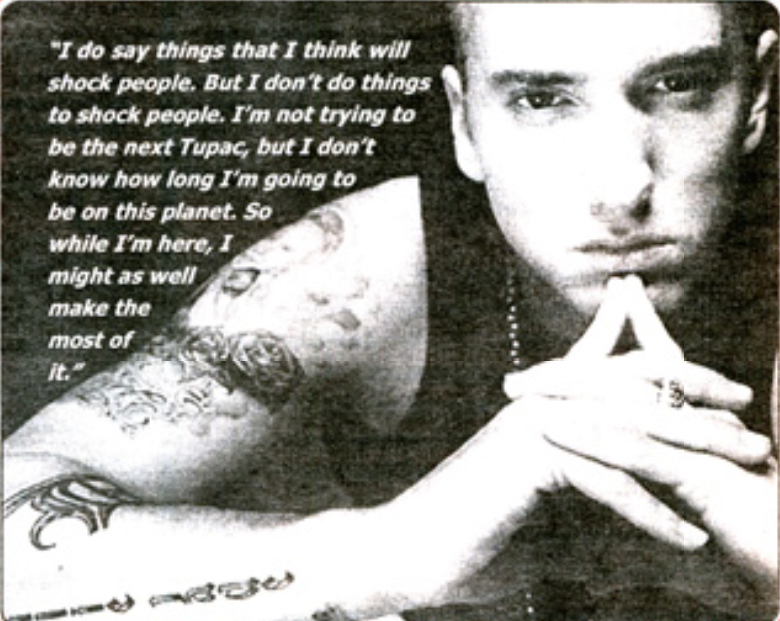 "I do say things that I think will
shock people. But I don't do things
to shock people. I'm not trying to
be the next Tupac, but I don't
know how long I'm going to
be on this planet. So
while I'm here, I
might as well
make the
most of
it."